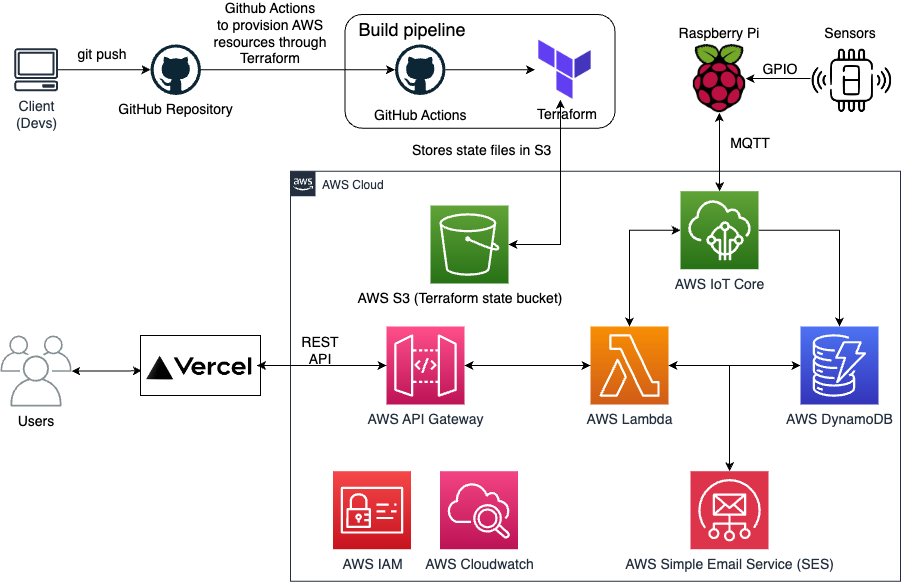 Github Actions
to provision AWS
resources through
Terraform
git push
Client
(Devs)
GitHub Repository
Build pipeline
GitHub Actions
Terraform
Raspberry Pi
Sensors
GPIO
MQTT
Stores state files in S3
aws
AWS Cloud
AWS S3 (Terraform state bucket)
AWS IoT Core
Users
Vercel
REST
API
</>
AWS API Gateway
AWS Lambda
AWS DynamoDB
AWS IAM
AWS Cloudwatch
AWS Simple Email Service (SES)